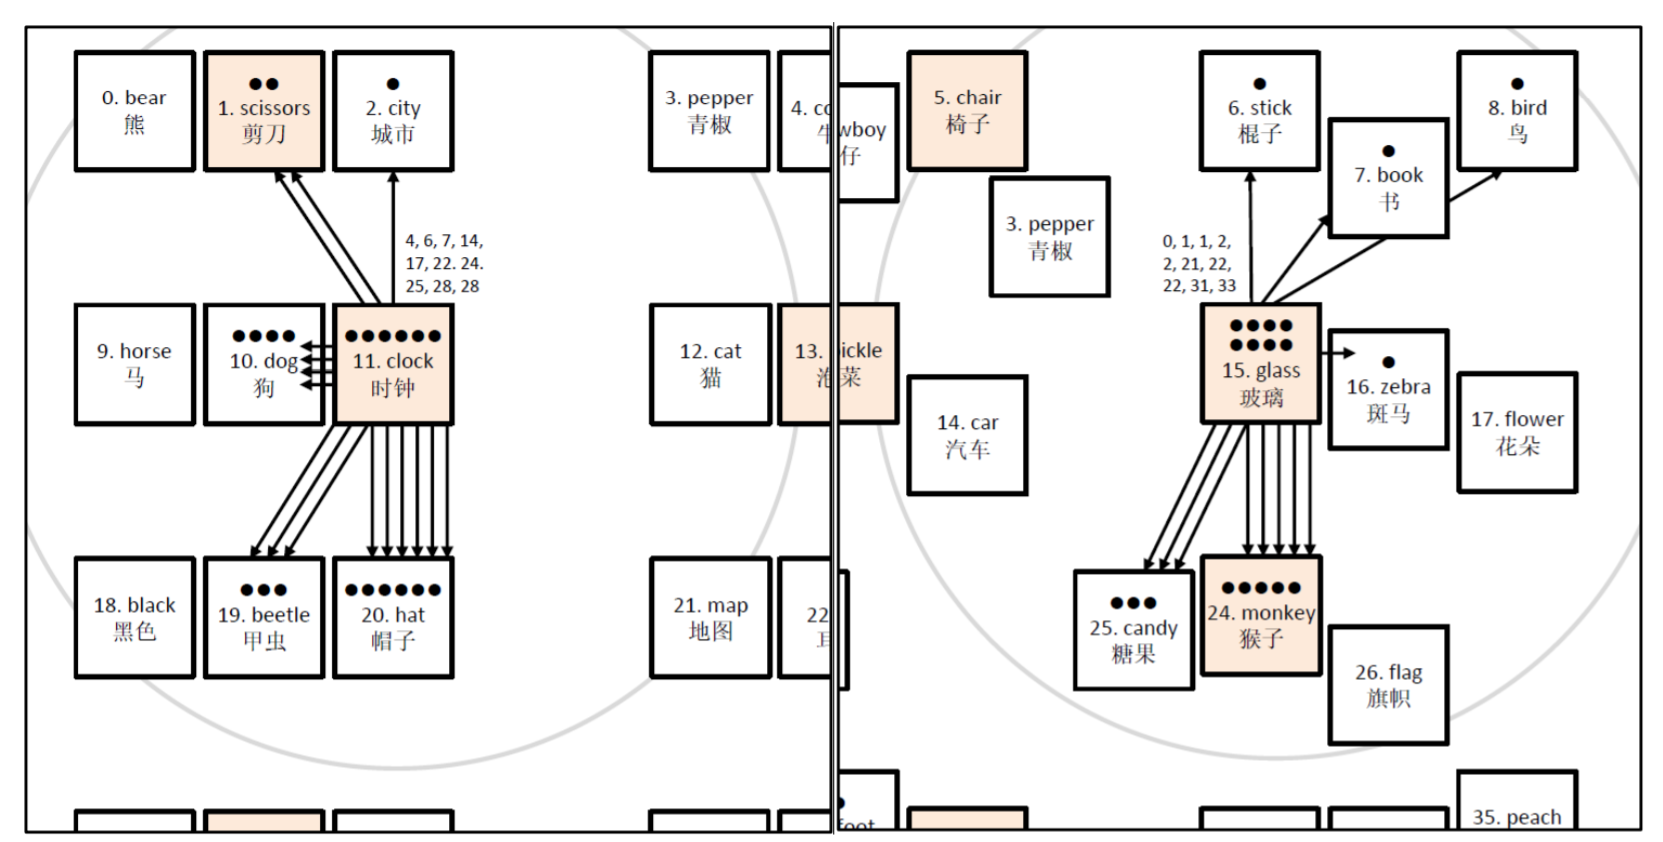 0. bear
熊
1. scissors
剪刀
2. city
城市
3. pepper
青椒
4. co
4, 6, 7, 14,
17, 22. 24.
25, 28, 28
9. horse
马
10. dog
狗
11. clock
时钟
12. cat
猫
13.
18. black
黑色
19. beetle
甲虫
20. hat
帽子
21. map
地图
22
wboy
仔
5. chair
椅子
6. stick
棍子
7. book
书
8. bird
鸟
3. pepper
青椒
0, 1, 1, 2,
2, 21, 22,
22, 31, 33
ickle
菜
14. car
汽车
15. glass
玻璃
16. zebra
斑马
17. flower
花朵
25. candy
糖果
24. monkey
猴子
26. flag
旗帜
foot
35. peach